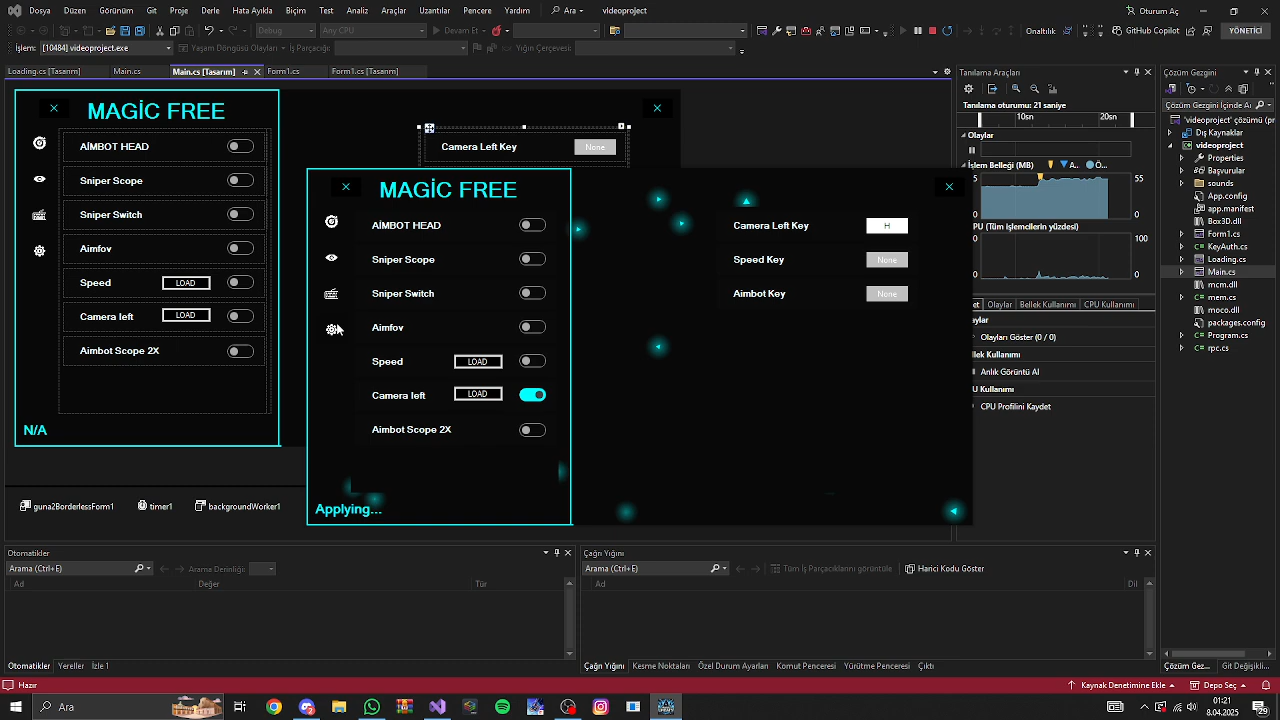 Dosya Düzen Görünüm Git Proje Derle Hata Ayıkla Biçim Test Analiz Araçlar Uzantılar Pencere Yardım Ara videoproject Oturum Aç
Debug Any CPU Devam Et Onaltılık GitHub Copilot YÖNETİCİ
İşlem: [10484] videoproject.exe Yaşam Döngüsü Olayları İş Parçacığı: Yığın Çerçevesi:
Loading.cs [Tasarım] Main.cs Main.cs [Tasarım] Form1.cs Form1.cs [Tasarım]
MAGİC FREE
AİMBOT HEAD
Sniper Scope
Sniper Switch
Aimfov
Speed LOAD
Camera left LOAD
Aimbot Scope 2X
N/A
Camera Left Key None
MAGİC FREE
AİMBOT HEAD
Sniper Scope
Sniper Switch
Aimfov
Speed LOAD
Camera left LOAD
Aimbot Scope 2X
Applying...
Camera Left Key H
Speed Key None
Aimbot Key None
guna2BorderlessForm1 timer1 backgroundWorker1
Tanılama Araçları
Tanılama oturumu: 21 saniye
10sn 20sn
Olaylar
İşlem Belleği (MB) A... Ö...
55
0
CPU (Tüm işlemcilerin yüzdesi)
100
0
Olaylar Bellek Kullanımı CPU Kullanımı
Olayları Göster (0 / 0)
Anlık Görüntü Al
CPU Profilini Kaydet
Çözüm Gezgini
Çözüm Gezgini içinde ara
Dış Kaynaklar
videoproject
Properties
App.config
app.manifest
Box3D.dll
Form1.cs
KeyAuth.cs
Loading.cs
Main.cs
mem.cs
mem.dll
moco.dll
packages.config
Program.cs
rpc.cs
Çözüm Gez... Git Değişikli...
Otomatikler
Arama (Ctrl+E) Arama Derinliği:
Ad Değer Tür
Otomatikler Yereller İzle 1
Çağrı Yığını
Arama (Ctrl+E) Tüm İş Parçacıklarını görüntüle Harici Kodu Göster
Ad Dil
Çağrı Yığını Kesme Noktaları Özel Durum Ayarları Komut Penceresi Yürütme Penceresi Çıktı
Hazır Kaynak Denetimine Ekle Depo Seç
Ara
01:21
8.04.2025